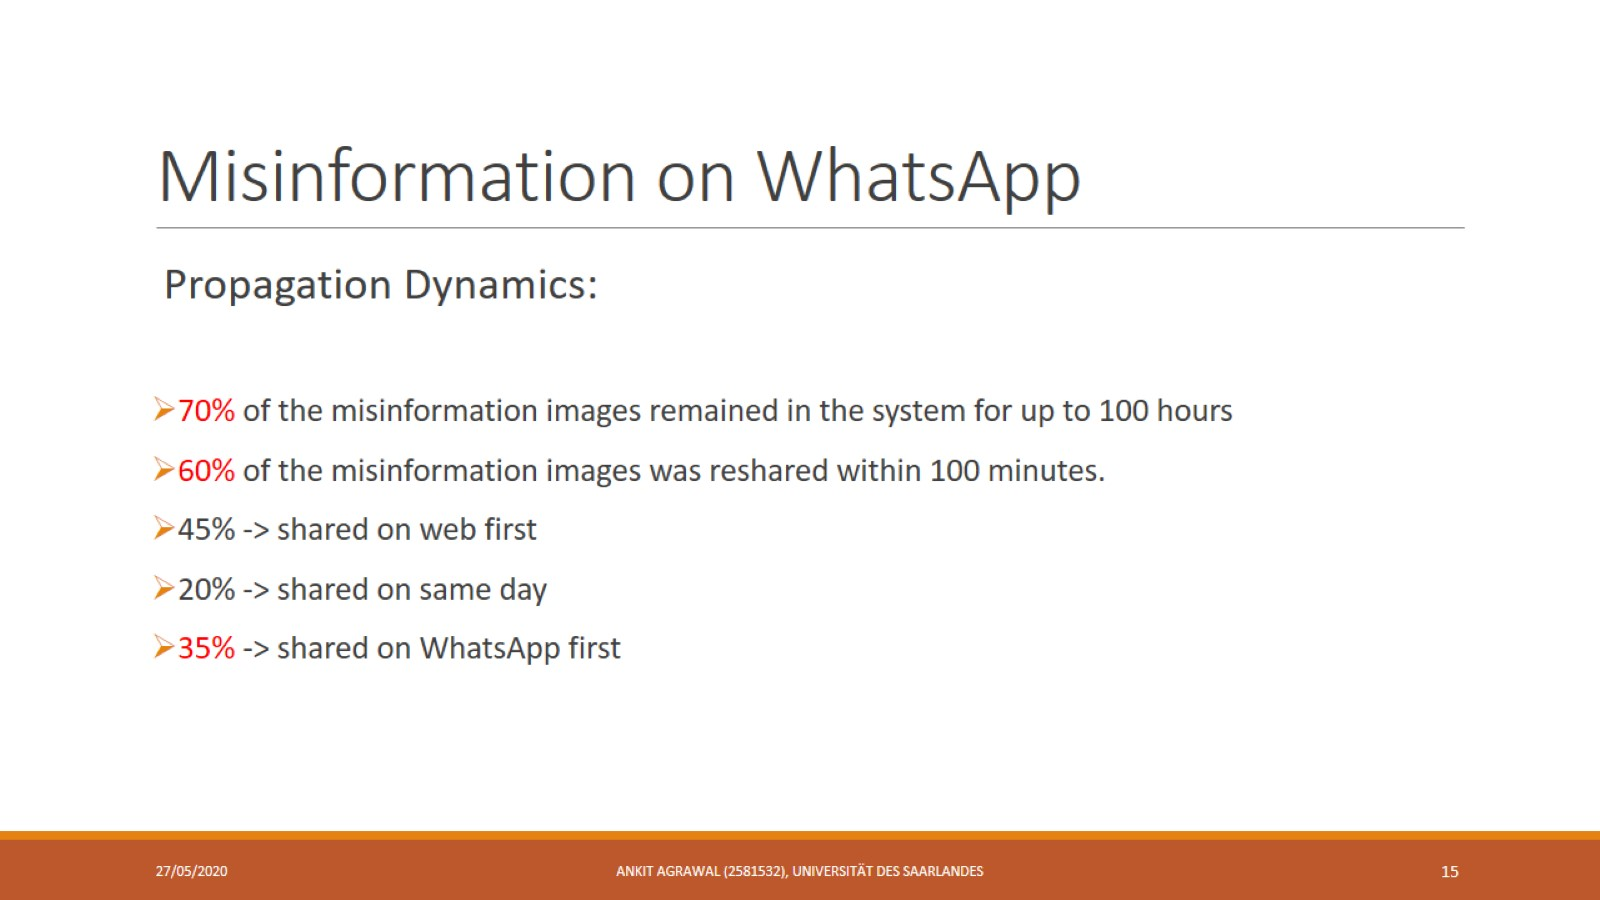 Misinformation on WhatsApp
Propagation Dynamics:
70% of the misinformation images remained in the system for up to 100 hours
60% of the misinformation images was reshared within 100 minutes.
45% -> shared on web first
20% -> shared on same day
35% -> shared on WhatsApp first
27/05/2020
ANKIT AGRAWAL (2581532), UNIVERSITÄT DES SAARLANDES
15